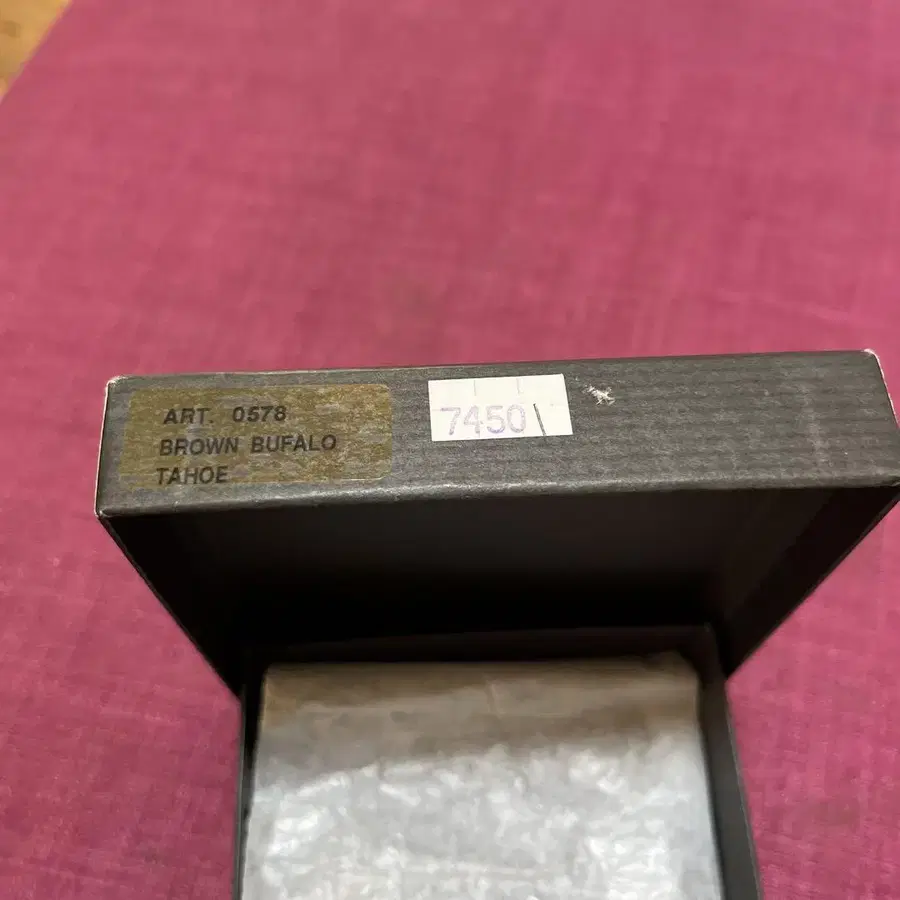 ART. 0578
BROWN BUFALO
TAHOE
7450